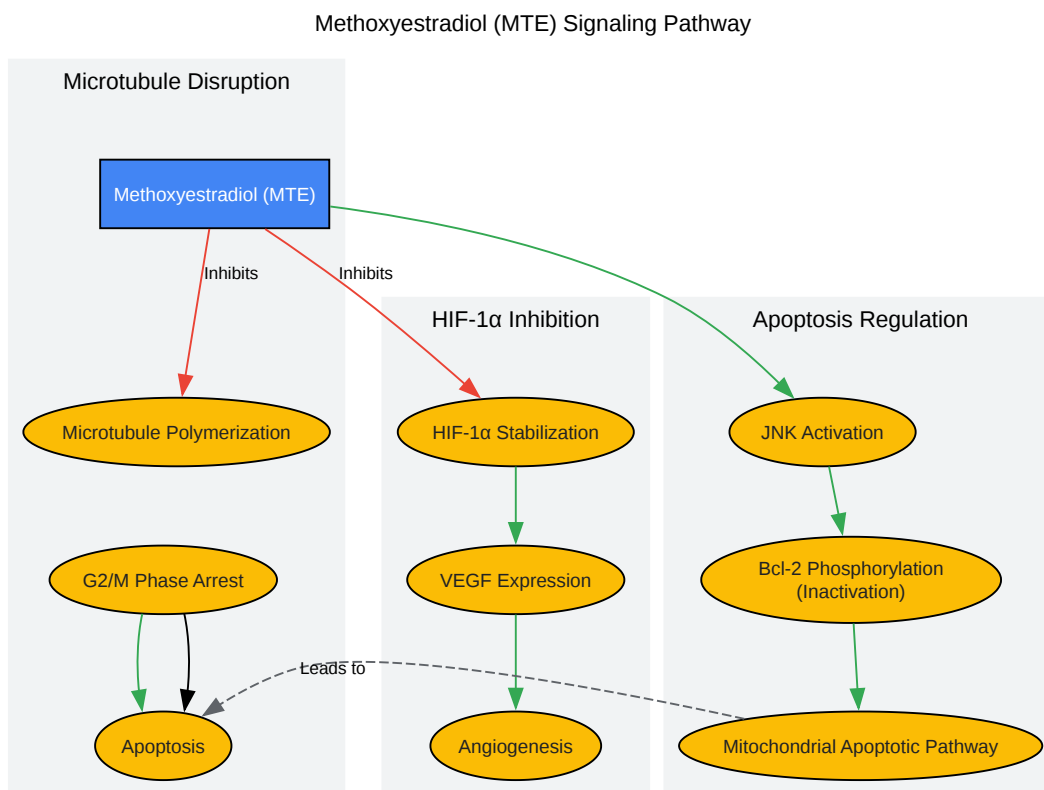 Methoxyestradiol (MTE) Signaling Pathway
Microtubule Disruption
Methoxyestradiol (MTE)
Inhibits
Inhibits
HIF-1α Inhibition
Apoptosis Regulation
Microtubule Polymerization
HIF-1α Stabilization
JNK Activation
G2/M Phase Arrest
VEGF Expression
Bcl-2 Phosphorylation
(Inactivation)
Leads to
Apoptosis
Angiogenesis
Mitochondrial Apoptotic Pathway